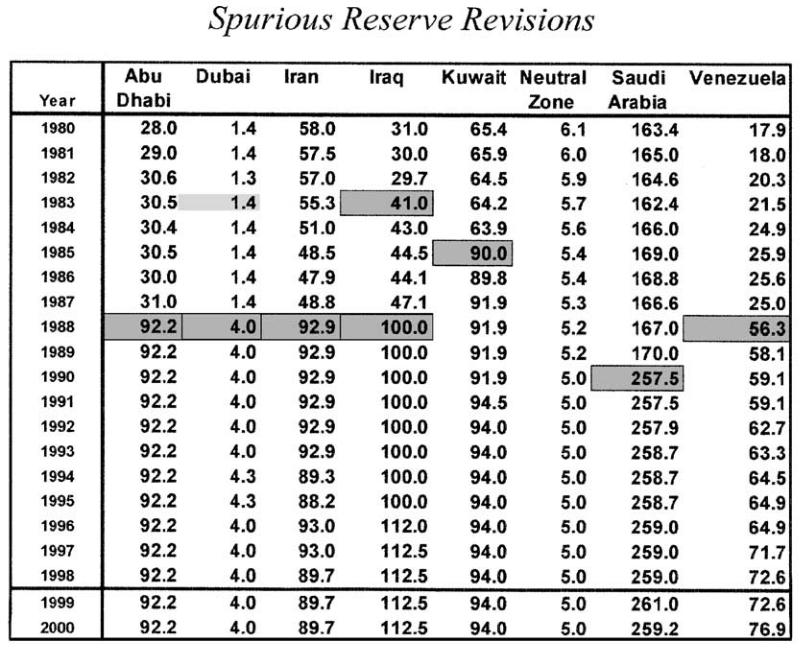 Spurious Reserve Revisions
Year Abu Dhabi Dubai Iran Iraq Kuwait Neutral Zone Saudi Arabia Venezuela
1980 28.0 1.4 58.0 31.0 65.4 6.1 163.4 17.9
1981 29.0 1.4 57.5 30.0 65.9 6.0 165.0 18.0
1982 30.6 1.3 57.0 29.7 64.5 5.9 164.6 20.3
1983 30.5 1.4 55.3 41.0 64.2 5.7 162.4 21.5
1984 30.4 1.4 51.0 43.0 63.9 5.6 166.0 24.9
1985 30.5 1.4 48.5 44.5 90.0 5.4 169.0 25.9
1986 30.0 1.4 47.9 44.1 89.8 5.4 168.8 25.6
1987 31.0 1.4 48.8 47.1 91.9 5.3 166.6 25.0
1988 92.2 4.0 92.9 100.0 91.9 5.2 167.0 56.3
1989 92.2 4.0 92.9 100.0 91.9 5.2 170.0 58.1
1990 92.2 4.0 92.9 100.0 91.9 5.0 257.5 59.1
1991 92.2 4.0 92.9 100.0 94.5 5.0 257.5 59.1
1992 92.2 4.0 92.9 100.0 94.0 5.0 257.9 62.7
1993 92.2 4.0 92.9 100.0 94.0 5.0 258.7 63.3
1994 92.2 4.3 89.3 100.0 94.0 5.0 258.7 64.5
1995 92.2 4.3 88.2 100.0 94.0 5.0 258.7 64.9
1996 92.2 4.0 93.0 112.0 94.0 5.0 259.0 64.9
1997 92.2 4.0 93.0 112.5 94.0 5.0 259.0 71.7
1998 92.2 4.0 89.7 112.5 94.0 5.0 259.0 72.6
1999 92.2 4.0 89.7 112.5 94.0 5.0 261.0 72.6
2000 92.2 4.0 89.7 112.5 94.0 5.0 259.2 76.9